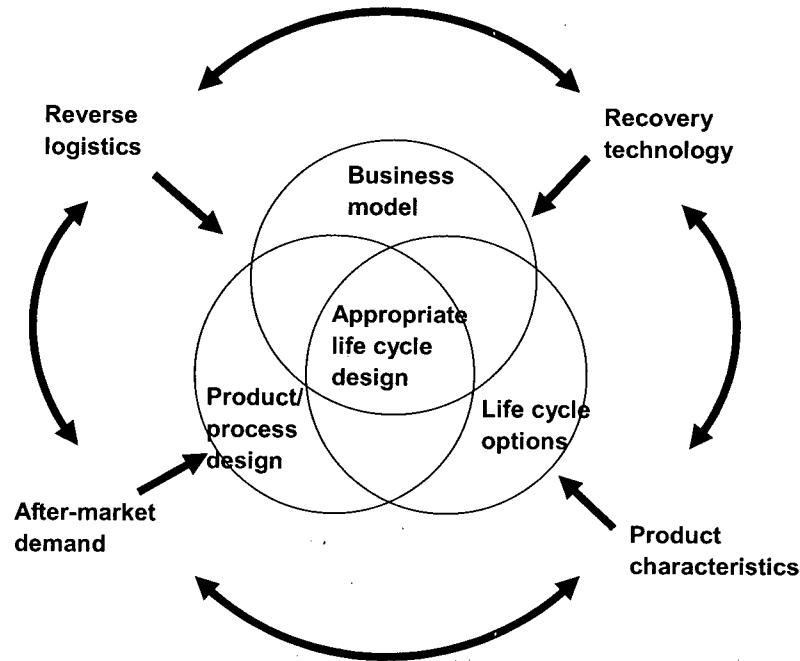 Reverse
logistics
Recovery
technology
Business
model
Appropriate
life cycle
design
Product/
process
design
Life cycle
options
After-market
demand
Product
characteristics